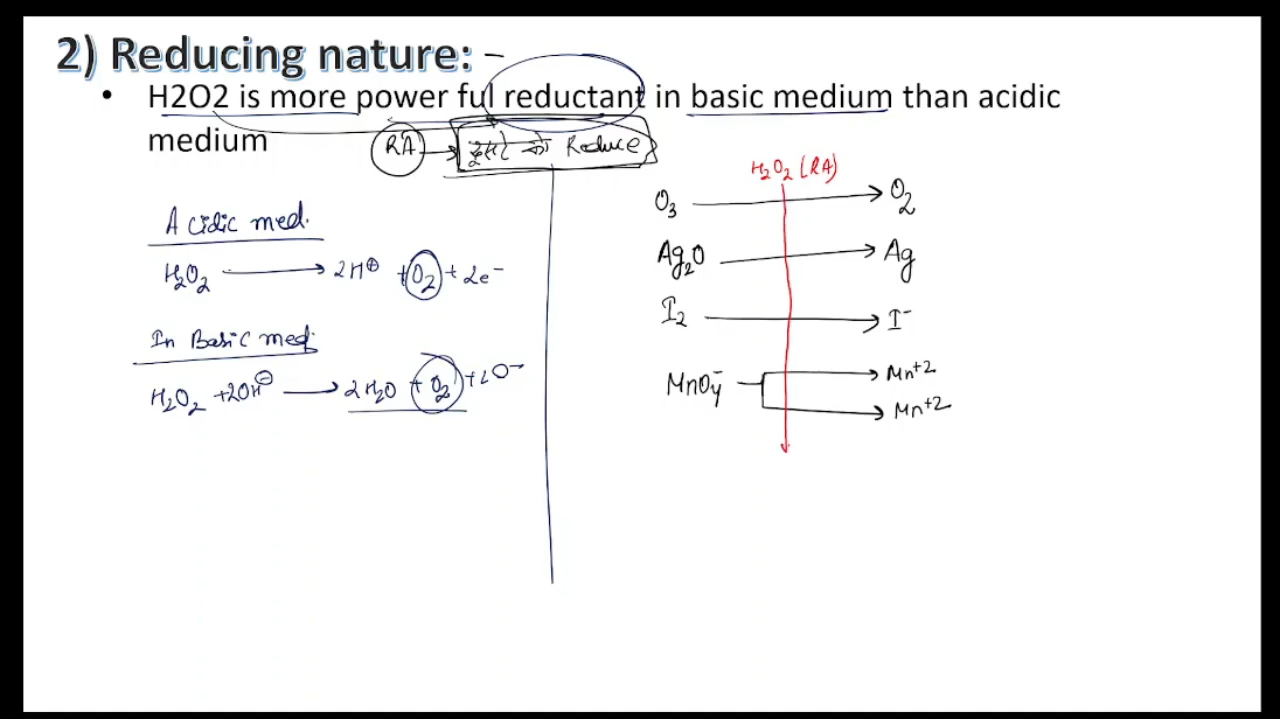 2) Reducing nature: -
• H2O2 is more power ful reductant in basic medium than acidic
medium
RA → दूसरे को Reduce
Acidic med.
H₂O₂ → 2H⊕ + O₂ + 2e⁻
In Basic med.
H₂O₂ + 2OH⊖ → 2H₂O + O₂ + 2O⁻
H₂O₂ (RA)
O₃ → O₂
Ag₂O → Ag
I₂ → I⁻
MnO₄⁻ → Mn⁺²
→ Mn⁺²